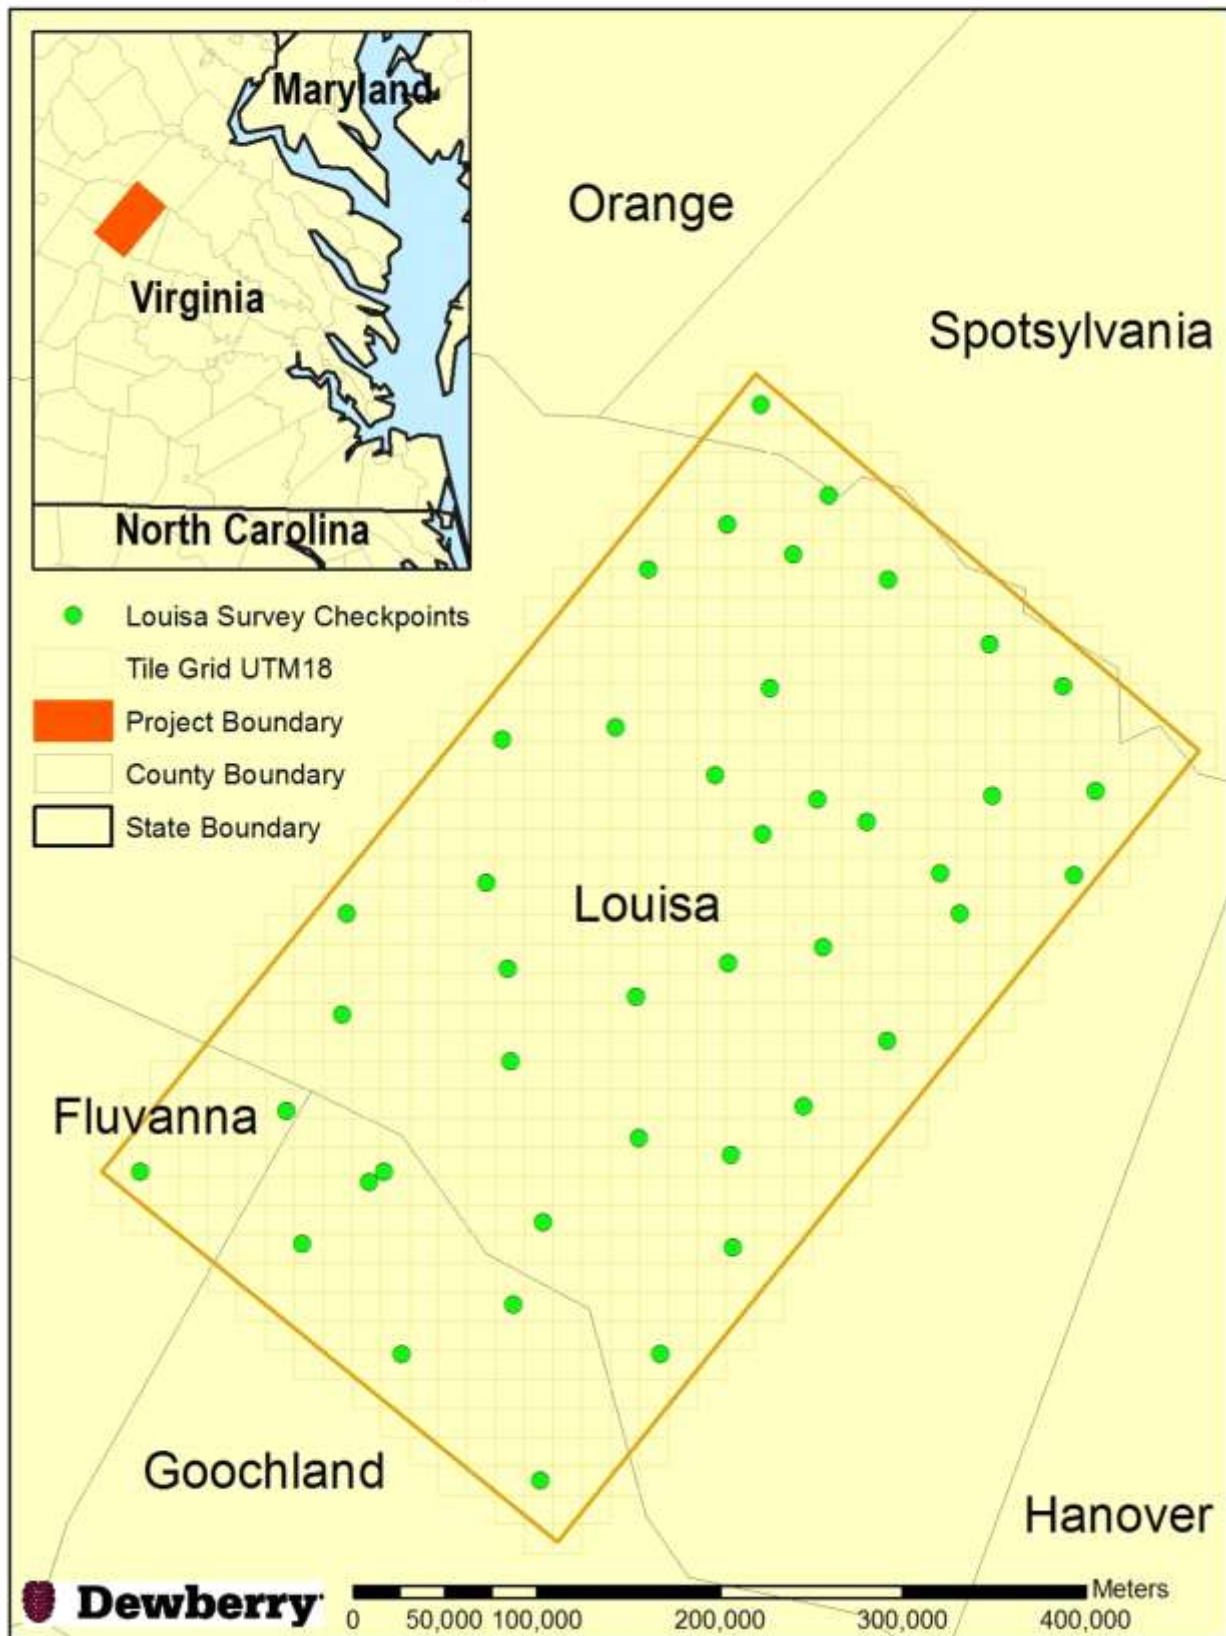 Maryland
Virginia
North Carolina
Orange
Spotsylvania
Louisa Survey Checkpoints
Tile Grid UTM18
Project Boundary
County Boundary
State Boundary
Louisa
Fluvanna
Goochland
Hanover
Dewberry
Meters
0 50,000 100,000 200,000 300,000 400,000